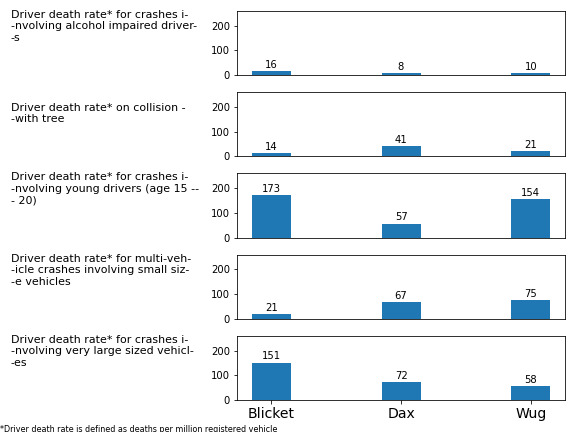 Driver death rate* for crashes i-
-nvolving alcohol impaired driver-
-s
200
100
0
16
8
10
Driver death rate* on collision -
-with tree
200
100
0
14
41
21
Driver death rate* for crashes i-
-nvolving young drivers (age 15 --
- 20)
200
100
0
173
57
154
Driver death rate* for multi-veh-
-icle crashes involving small siz-
-e vehicles
200
100
0
21
67
75
Driver death rate* for crashes i-
-nvolving very large sized vehicl-
-es
200
100
0
151
72
58
Blicket Dax Wug
*Driver death rate is defined as deaths per million registered vehicle